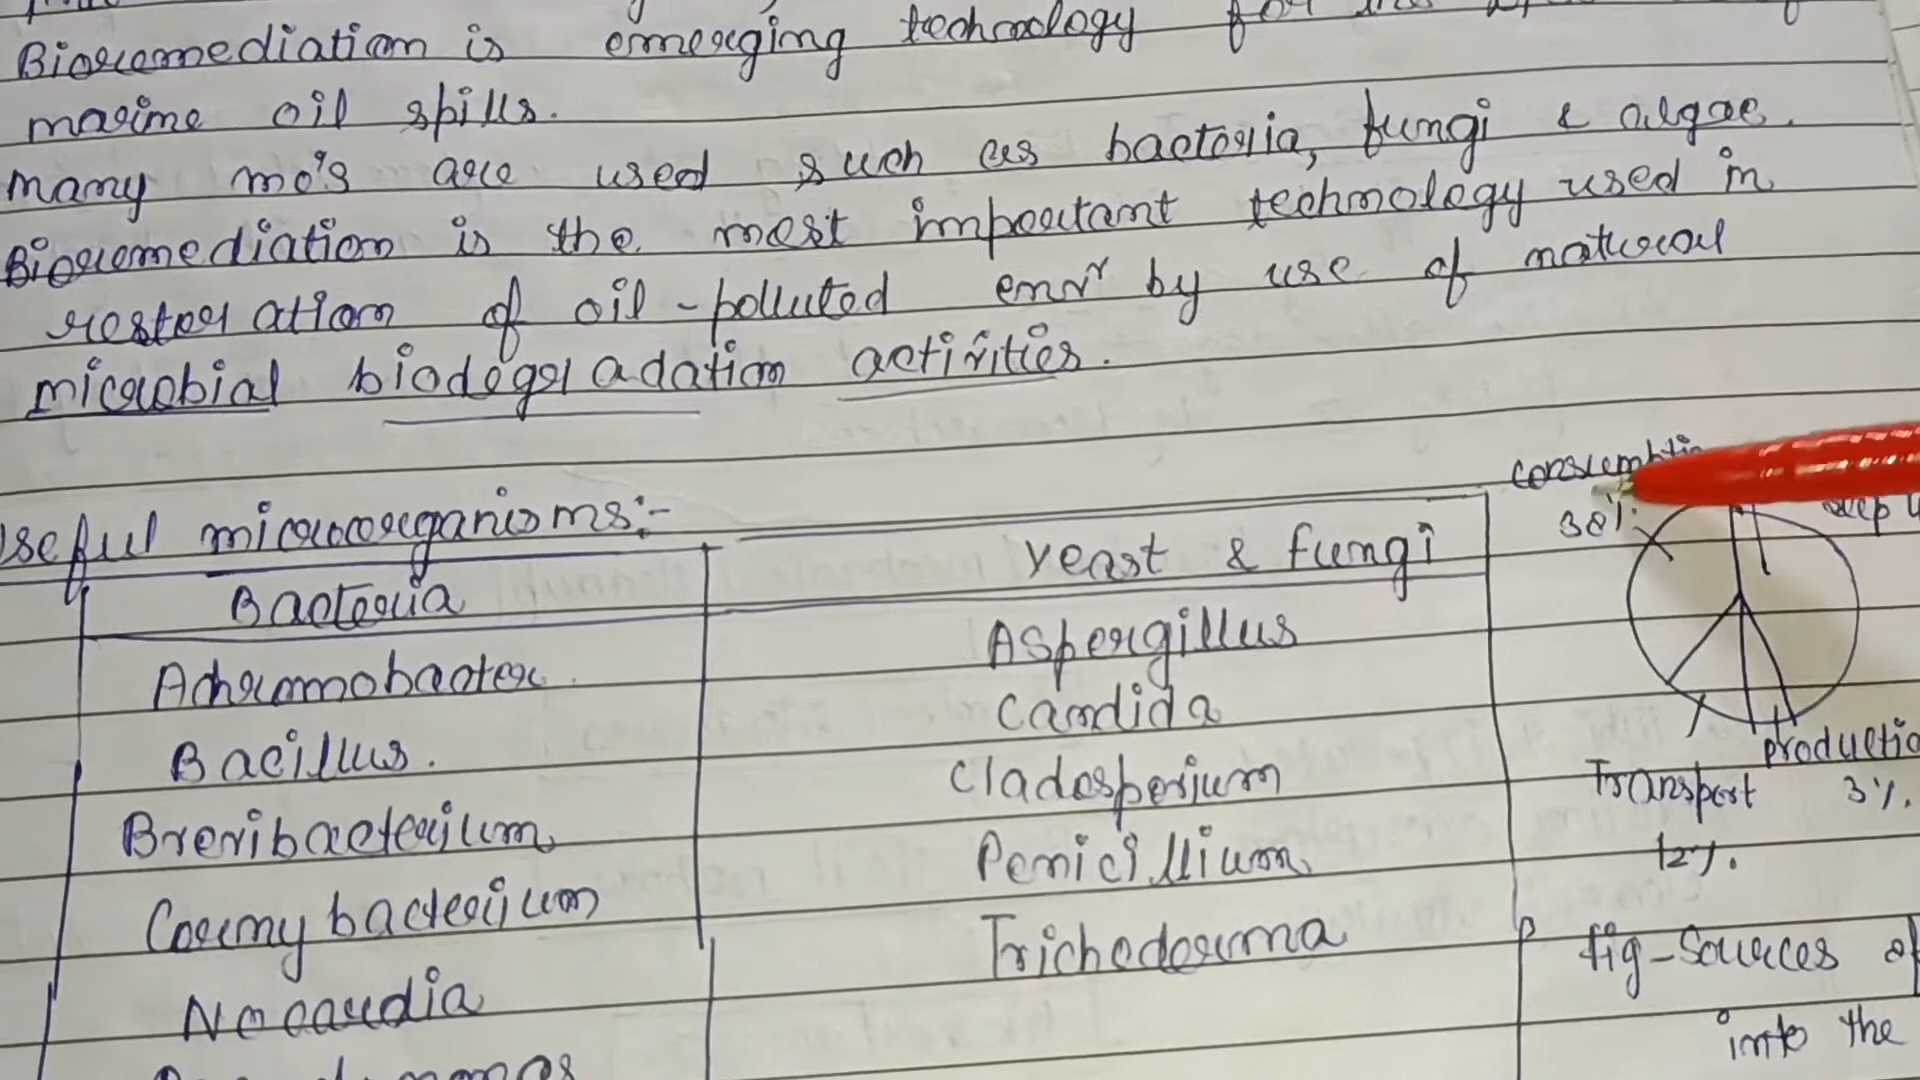 Bioremediation is emerging technology for
marine oil spills.
many mo's are used such as bacteria, fungi & algae.
Bioremediation is the most important technology used in
restoration of oil-polluted envr by use of natural
microbial biodegradation activities.
useful microorganisms:-
Bacteria
Achromobacter
Bacillus.
Brevibacterium
Corynybacterium
Nocardia
Yeast & fungi
Aspergillus
Candida
Cladosporium
Penicillium
Trichoderma
38%.
Transport
12%.
3%.
fig-Sources of
into the